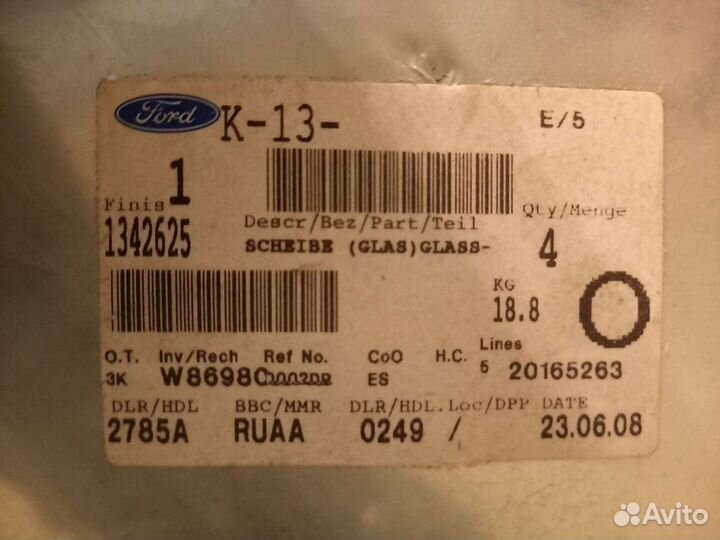 Ford K-13- E/5
Finis 1
1342625
Descr/Bez/Part/Teil
SCHEIBE (GLAS)GLASS-
Qty/Menge
4
KG
18.8
O.T. Inv/Rech Ref No. CoO H.C. Lines
3K W8698C ES 5 20165263
DLR/HDL BBC/MMR DLR/HDL.Loc/DPP DATE
2785A RUAA 0249 / 23.06.08
Avito